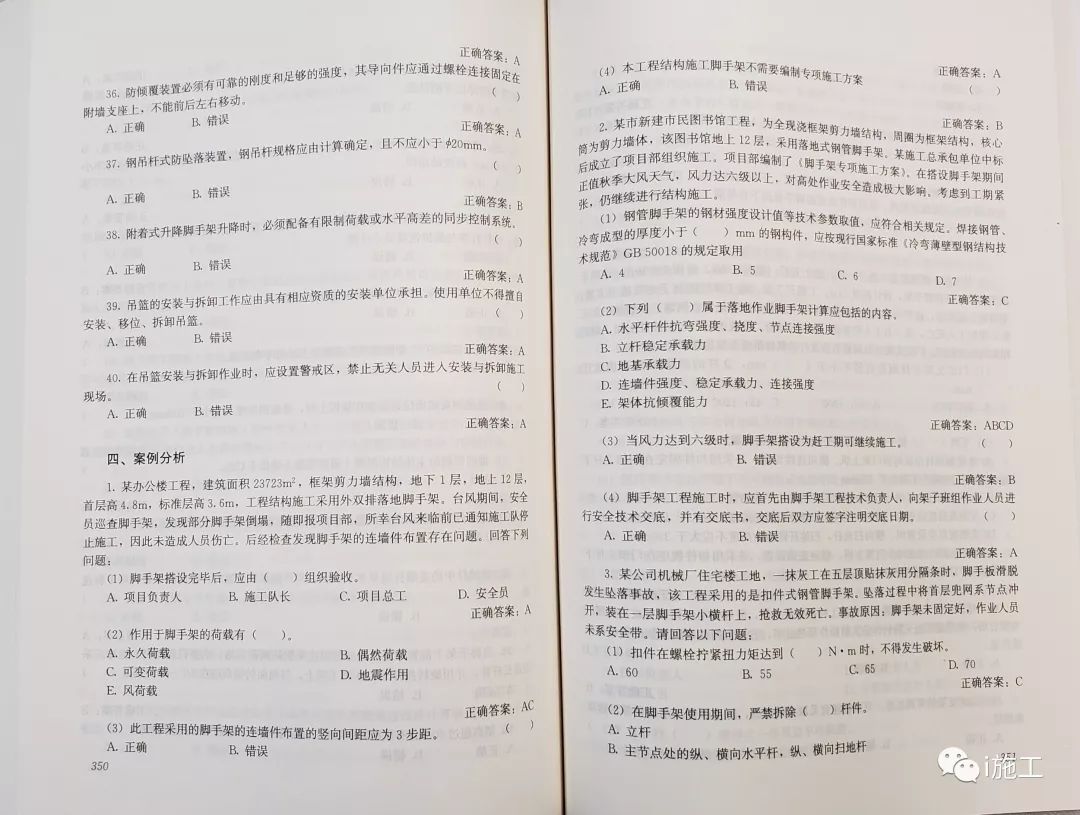 正确答案：A
36. 防倾覆装置必须有可靠的刚度和足够的强度，其导向件应通过螺栓连接固定在
附墙支座上，不能前后左右移动。 （ ）
A. 正确 B. 错误
正确答案：A
37. 钢吊杆式防坠落装置，钢吊杆规格应由计算确定，且不应小于ϕ20mm。
（ ）
A. 正确 B. 错误
正确答案：B
38. 附着式升降脚手架升降时，必须配备有限制荷载或水平高差的同步控制系统。
（ ）
A. 正确 B. 错误
正确答案：A
39. 吊篮的安装与拆卸工作应由具有相应资质的安装单位承担。使用单位不得擅自
安装、移位、拆卸吊篮。 （ ）
A. 正确 B. 错误
正确答案：A
40. 在吊篮安装与拆卸作业时，应设置警戒区，禁止无关人员进入安装与拆卸施工
现场。 （ ）
A. 正确 B. 错误
正确答案：A
四、案例分析
1. 某办公楼工程，建筑面积 23723m²，框架剪力墙结构，地下 1 层，地上 12 层，
首层高 4.8m，标准层高 3.6m，工程结构施工采用外双排落地脚手架。台风期间，安全
员巡查脚手架，发现部分脚手架倒塌，随即报项目部，所幸台风来临前已通知施工队停
止施工，因此未造成人员伤亡。后经检查发现脚手架的连墙件布置存在问题。回答下列
问题：
（1）脚手架搭设完毕后，应由（ ）组织验收。
A. 项目负责人 B. 施工队长 C. 项目总工 D. 安全员
正确答案：A
（2）作用于脚手架的荷载有（ ）。
A. 永久荷载 B. 偶然荷载
C. 可变荷载 D. 地震作用
E. 风荷载
正确答案：AC
（3）此工程采用的脚手架的连墙件布置的竖向间距应为 3 步距。 （ ）
A. 正确 B. 错误
350
正确答案：A
（4）本工程结构施工脚手架不需要编制专项施工方案 （ ）
A. 正确 B. 错误
正确答案：B
2. 某市新建市民图书馆工程，为全现浇框架剪力墙结构，周圈为框架结构，核心
筒为剪力墙体，该图书馆地上 12 层，采用落地式钢管脚手架。某施工总承包单位中标
后成立了项目部组织施工。项目部编制了《脚手架专项施工方案》。在搭设脚手架期间
正值秋季大风天气，风力达六级以上，对高处作业安全造成极大影响，考虑到工期紧
张，仍继续进行结构施工。
（1）钢管脚手架的钢材强度设计值等技术参数取值，应符合相关规定。焊接钢管、
冷弯成型的厚度小于（ ）mm 的钢构件，应按现行国家标准《冷弯薄壁型钢结构技
术规范》GB 50018 的规定取用
A. 4 B. 5 C. 6 D. 7
正确答案：C
（2）下列（ ）属于落地作业脚手架计算应包括的内容。
A. 水平杆件抗弯强度、挠度、节点连接强度
B. 立杆稳定承载力
C. 地基承载力
D. 连墙件强度、稳定承载力、连接强度
E. 架体抗倾覆能力
正确答案：ABCD
（3）当风力达到六级时，脚手架搭设为赶工期可继续施工。 （ ）
A. 正确 B. 错误
正确答案：B
（4）脚手架工程施工时，应首先由脚手架工程技术负责人，向架子班组作业人员进
行安全技术交底，并有交底书，交底后双方应签字注明交底日期。 （ ）
A. 正确 B. 错误
正确答案：A
3. 某公司机械厂住宅楼工地，一抹灰工在五层顶贴抹灰用分隔条时，脚手板滑脱
发生坠落事故，该工程采用的是扣件式钢管脚手架。坠落过程中将首层兜网系节点冲
开，装在一层脚手架小横杆上，抢救无效死亡。事故原因：脚手架未固定好，作业人员
未系安全带。请回答以下问题：
（1）扣件在螺栓拧紧扭力矩达到（ ）N·m 时，不得发生破坏。
A. 60 B. 55 C. 65 D. 70
正确答案：C
（2）在脚手架使用期间，严禁拆除（ ）杆件。
A. 立杆
B. 主节点处的纵、横向水平杆，纵、横向扫地杆
i施工